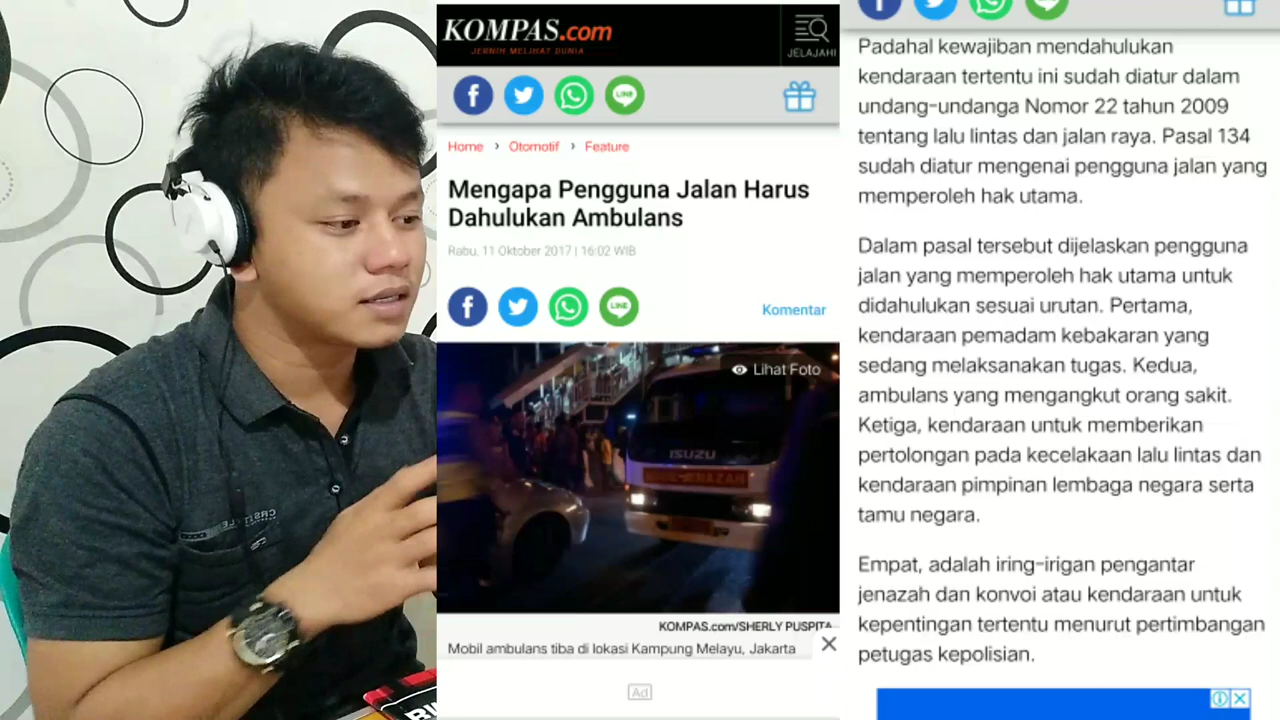 KOMPAS.com
JERNIH MELIHAT DUNIA
JELAJAHI
LINE
Home › Otomotif › Feature
Mengapa Pengguna Jalan Harus
Dahulukan Ambulans
Rabu, 11 Oktober 2017 | 16:02 WIB
LINE
Komentar
Lihat Foto
ISUZU
KOMPAS.com/SHERLY PUSPITA
Mobil ambulans tiba di lokasi Kampung Melayu, Jakarta
Ad
Padahal kewajiban mendahulukan
kendaraan tertentu ini sudah diatur dalam
undang-undanga Nomor 22 tahun 2009
tentang lalu lintas dan jalan raya. Pasal 134
sudah diatur mengenai pengguna jalan yang
memperoleh hak utama.
Dalam pasal tersebut dijelaskan pengguna
jalan yang memperoleh hak utama untuk
didahulukan sesuai urutan. Pertama,
kendaraan pemadam kebakaran yang
sedang melaksanakan tugas. Kedua,
ambulans yang mengangkut orang sakit.
Ketiga, kendaraan untuk memberikan
pertolongan pada kecelakaan lalu lintas dan
kendaraan pimpinan lembaga negara serta
tamu negara.
Empat, adalah iring-irigan pengantar
jenazah dan konvoi atau kendaraan untuk
kepentingan tertentu menurut pertimbangan
petugas kepolisian.